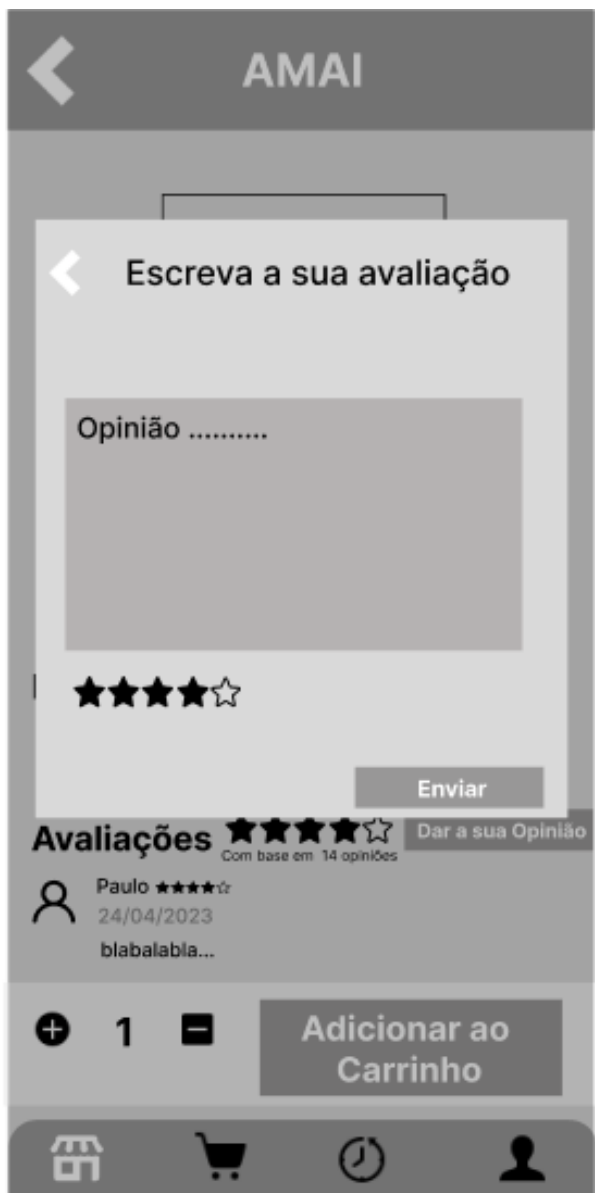 AMAI
Escreva a sua avaliação
Opinião ..........
Enviar
Avaliações
Com base em 14 opiniões
Dar a sua Opinião
Paulo
24/04/2023
blabalabla...
1
Adicionar ao
Carrinho